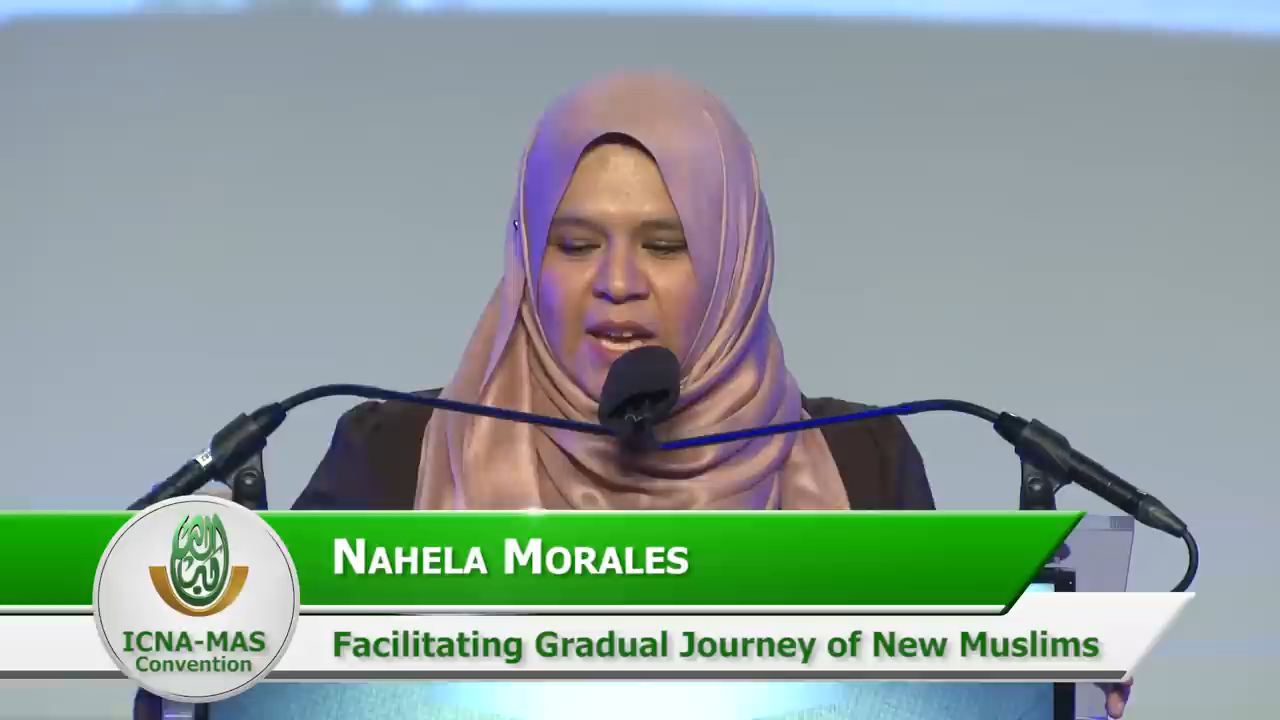 NAHELA MORALES
Facilitating Gradual Journey of New Muslims
ICNA-MAS
Convention